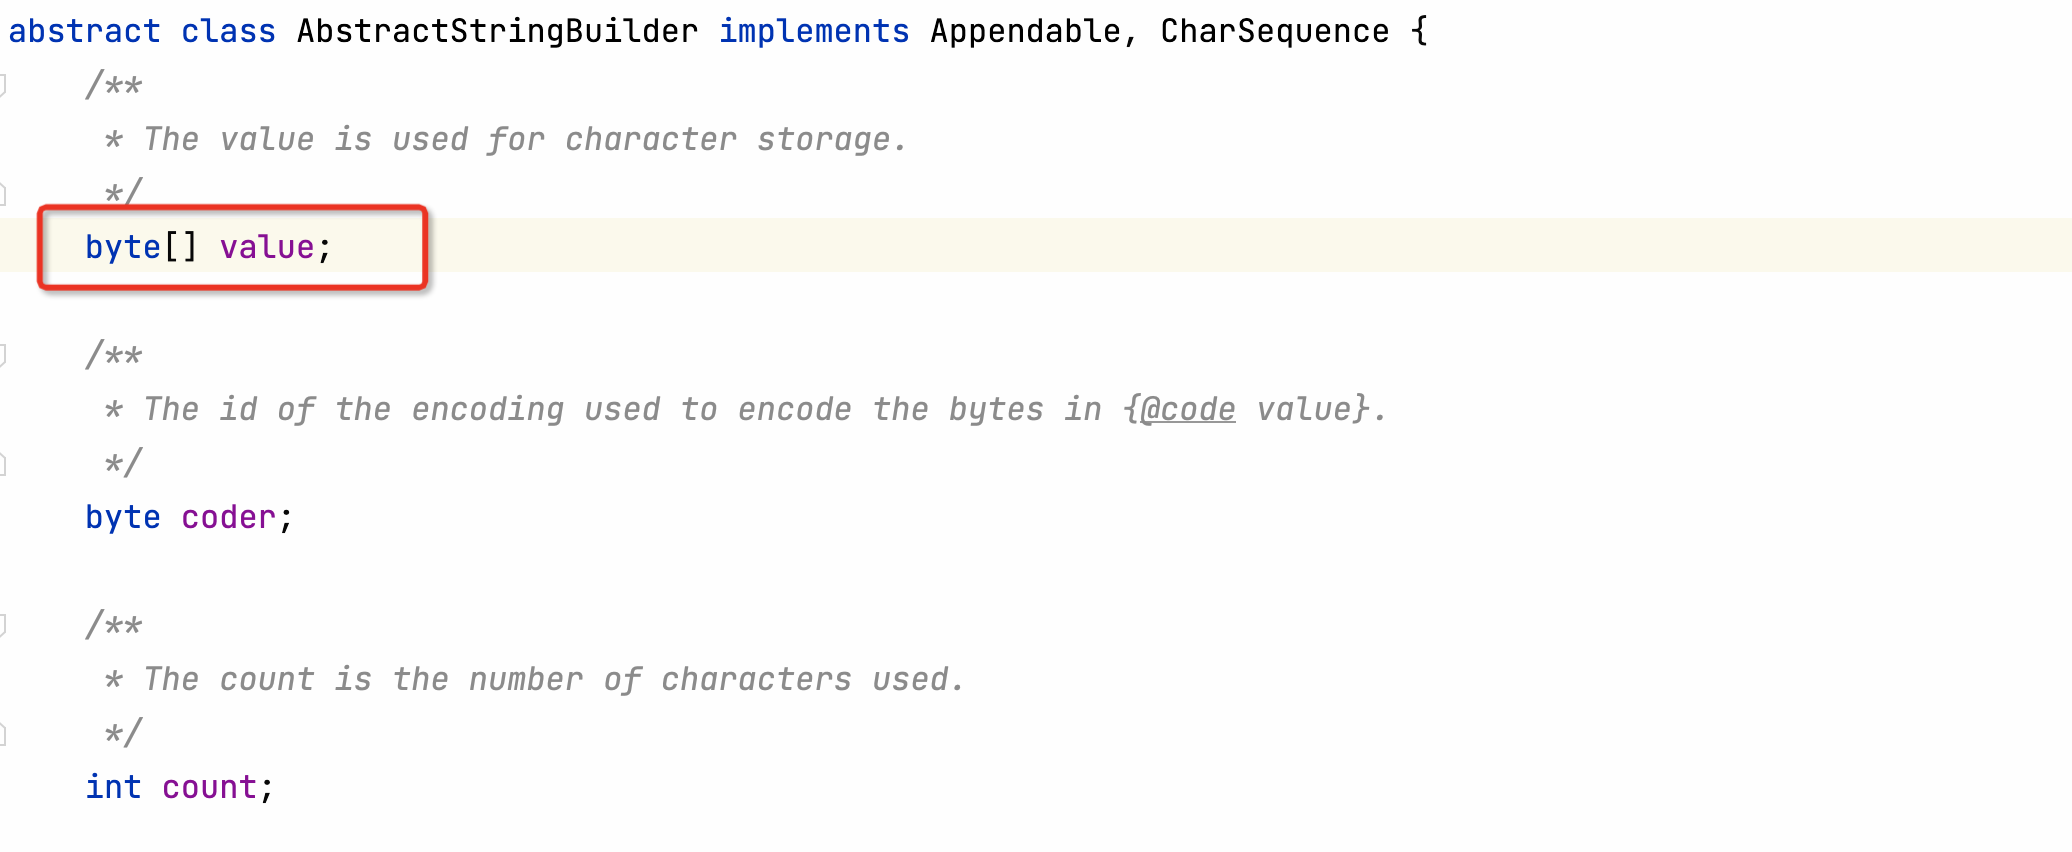 abstract class AbstractStringBuilder implements Appendable, CharSequence {
/**
* The value is used for character storage.
*/
byte[] value;
/**
* The id of the encoding used to encode the bytes in {@code value}.
*/
byte coder;
/**
* The count is the number of characters used.
*/
int count;